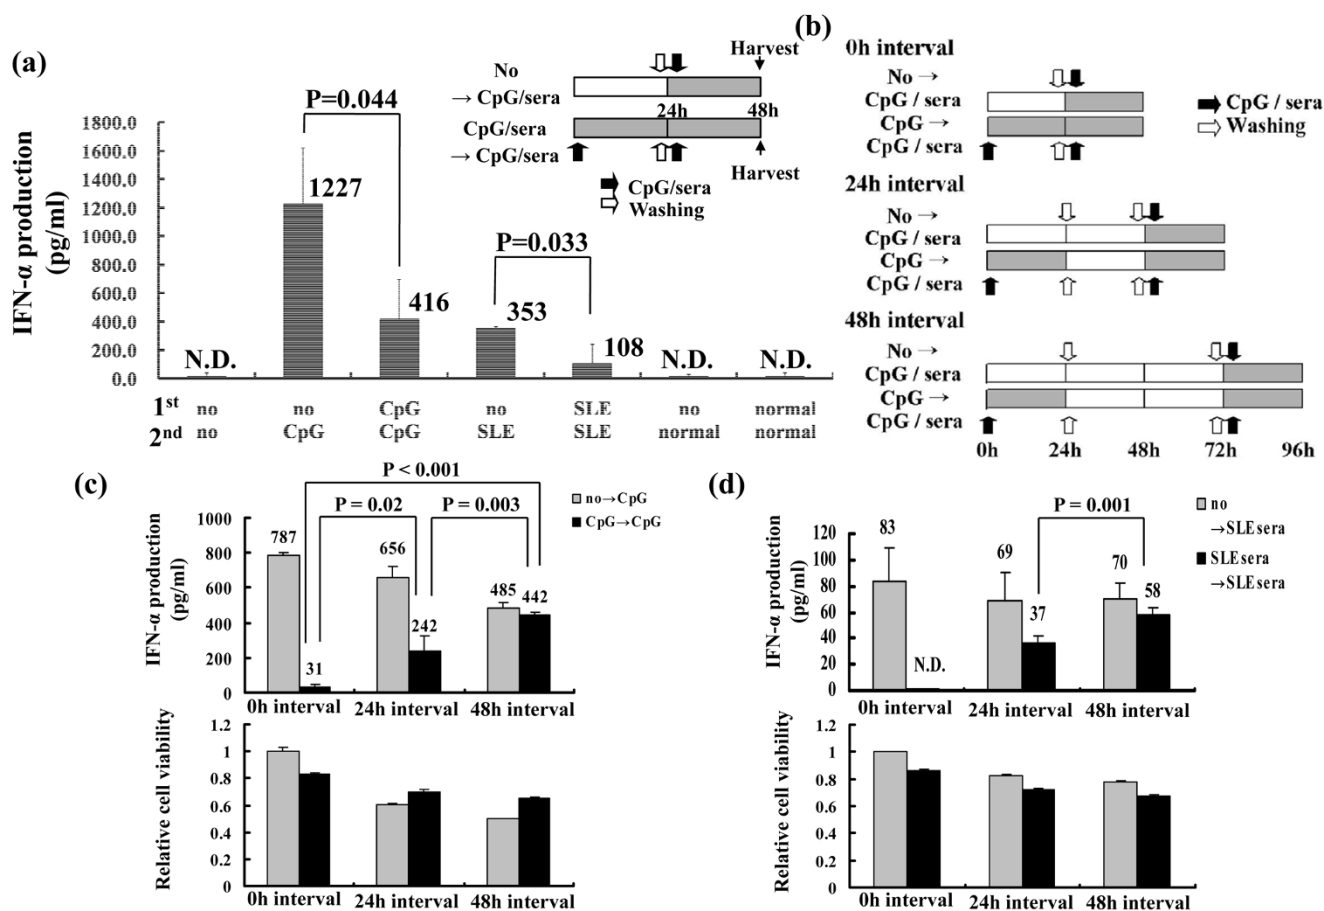 (a)
No
→ CpG/sera
CpG/sera
→ CpG/sera
Harvest
24h
48h
Harvest
CpG/sera
Washing
P=0.044
P=0.033
IFN-α production
(pg/ml)
1800.0
1600.0
1400.0
1200.0
1000.0
800.0
600.0
400.0
200.0
0.0
N.D.
1227
416
353
108
N.D.
N.D.
1st no no CpG no SLE no normal
2nd no CpG CpG SLE SLE normal normal
(b)
0h interval
No →
CpG / sera
CpG →
CpG / sera
CpG / sera
Washing
24h interval
No →
CpG / sera
CpG →
CpG / sera
48h interval
No →
CpG / sera
CpG →
CpG / sera
0h 24h 48h 72h 96h
(c)
P < 0.001
P = 0.02
P = 0.003
no→CpG
CpG→CpG
IFN-α production
(pg/ml)
1000
800
600
400
200
0
787
31
656
242
485
442
0h interval 24h interval 48h interval
Relative cell viability
1.2
1
0.8
0.6
0.4
0.2
0
0h interval 24h interval 48h interval
(d)
P = 0.001
no
→SLEsera
SLEsera
→SLEsera
IFN-α production
(pg/ml)
120
100
80
60
40
20
0
83
N.D.
69
37
70
58
0h interval 24h interval 48h interval
Relative cell viability
1.2
1
0.8
0.6
0.4
0.2
0
0h interval 24h interval 48h interval